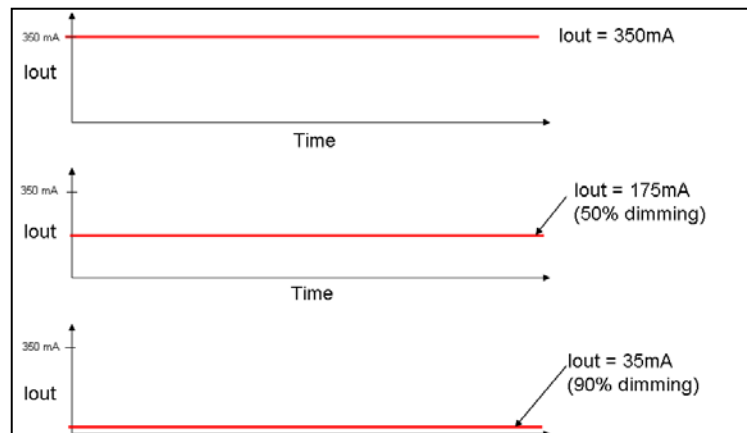 350 mA
Iout = 350mA
Iout
Time
350 mA
Iout = 175mA
(50% dimming)
Iout
Time
350 mA
Iout = 35mA
(90% dimming)
Iout